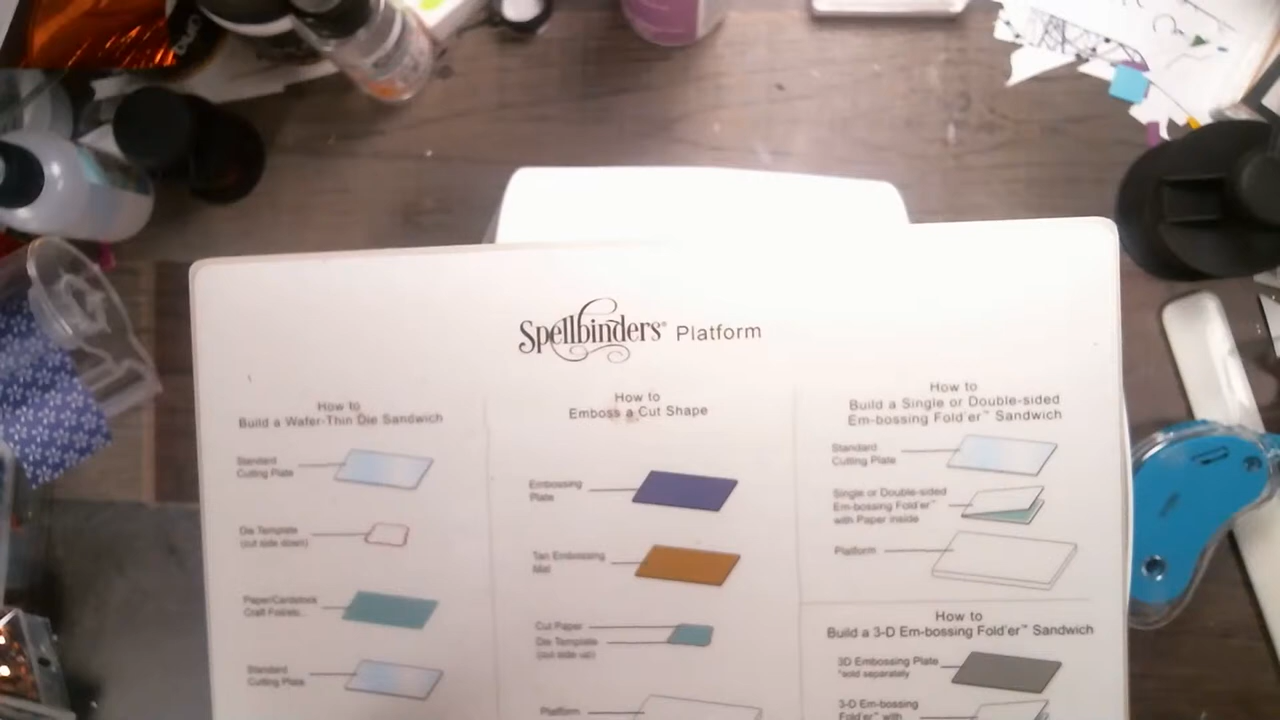 Spellbinders® Platform
How to
Build a Wafer-Thin Die Sandwich
Standard
Cutting Plate
Die Template
(cut side down)
Paper/Cardstock
Craft Foil/etc.
Standard
Cutting Plate
How to
Emboss a Cut Shape
Embossing
Plate
Tan Embossing
Mat
Cut Paper
Die Template
(cut side up)
Platform
How to
Build a Single or Double-sided
Em-bossing Fold'er™ Sandwich
Standard
Cutting Plate
Single or Double-sided
Em-bossing Fold'er™
with Paper inside
Platform
How to
Build a 3-D Em-bossing Fold'er™ Sandwich
3D Embossing Plate
*sold separately
3-D Em-bossing
Fold'er™ with